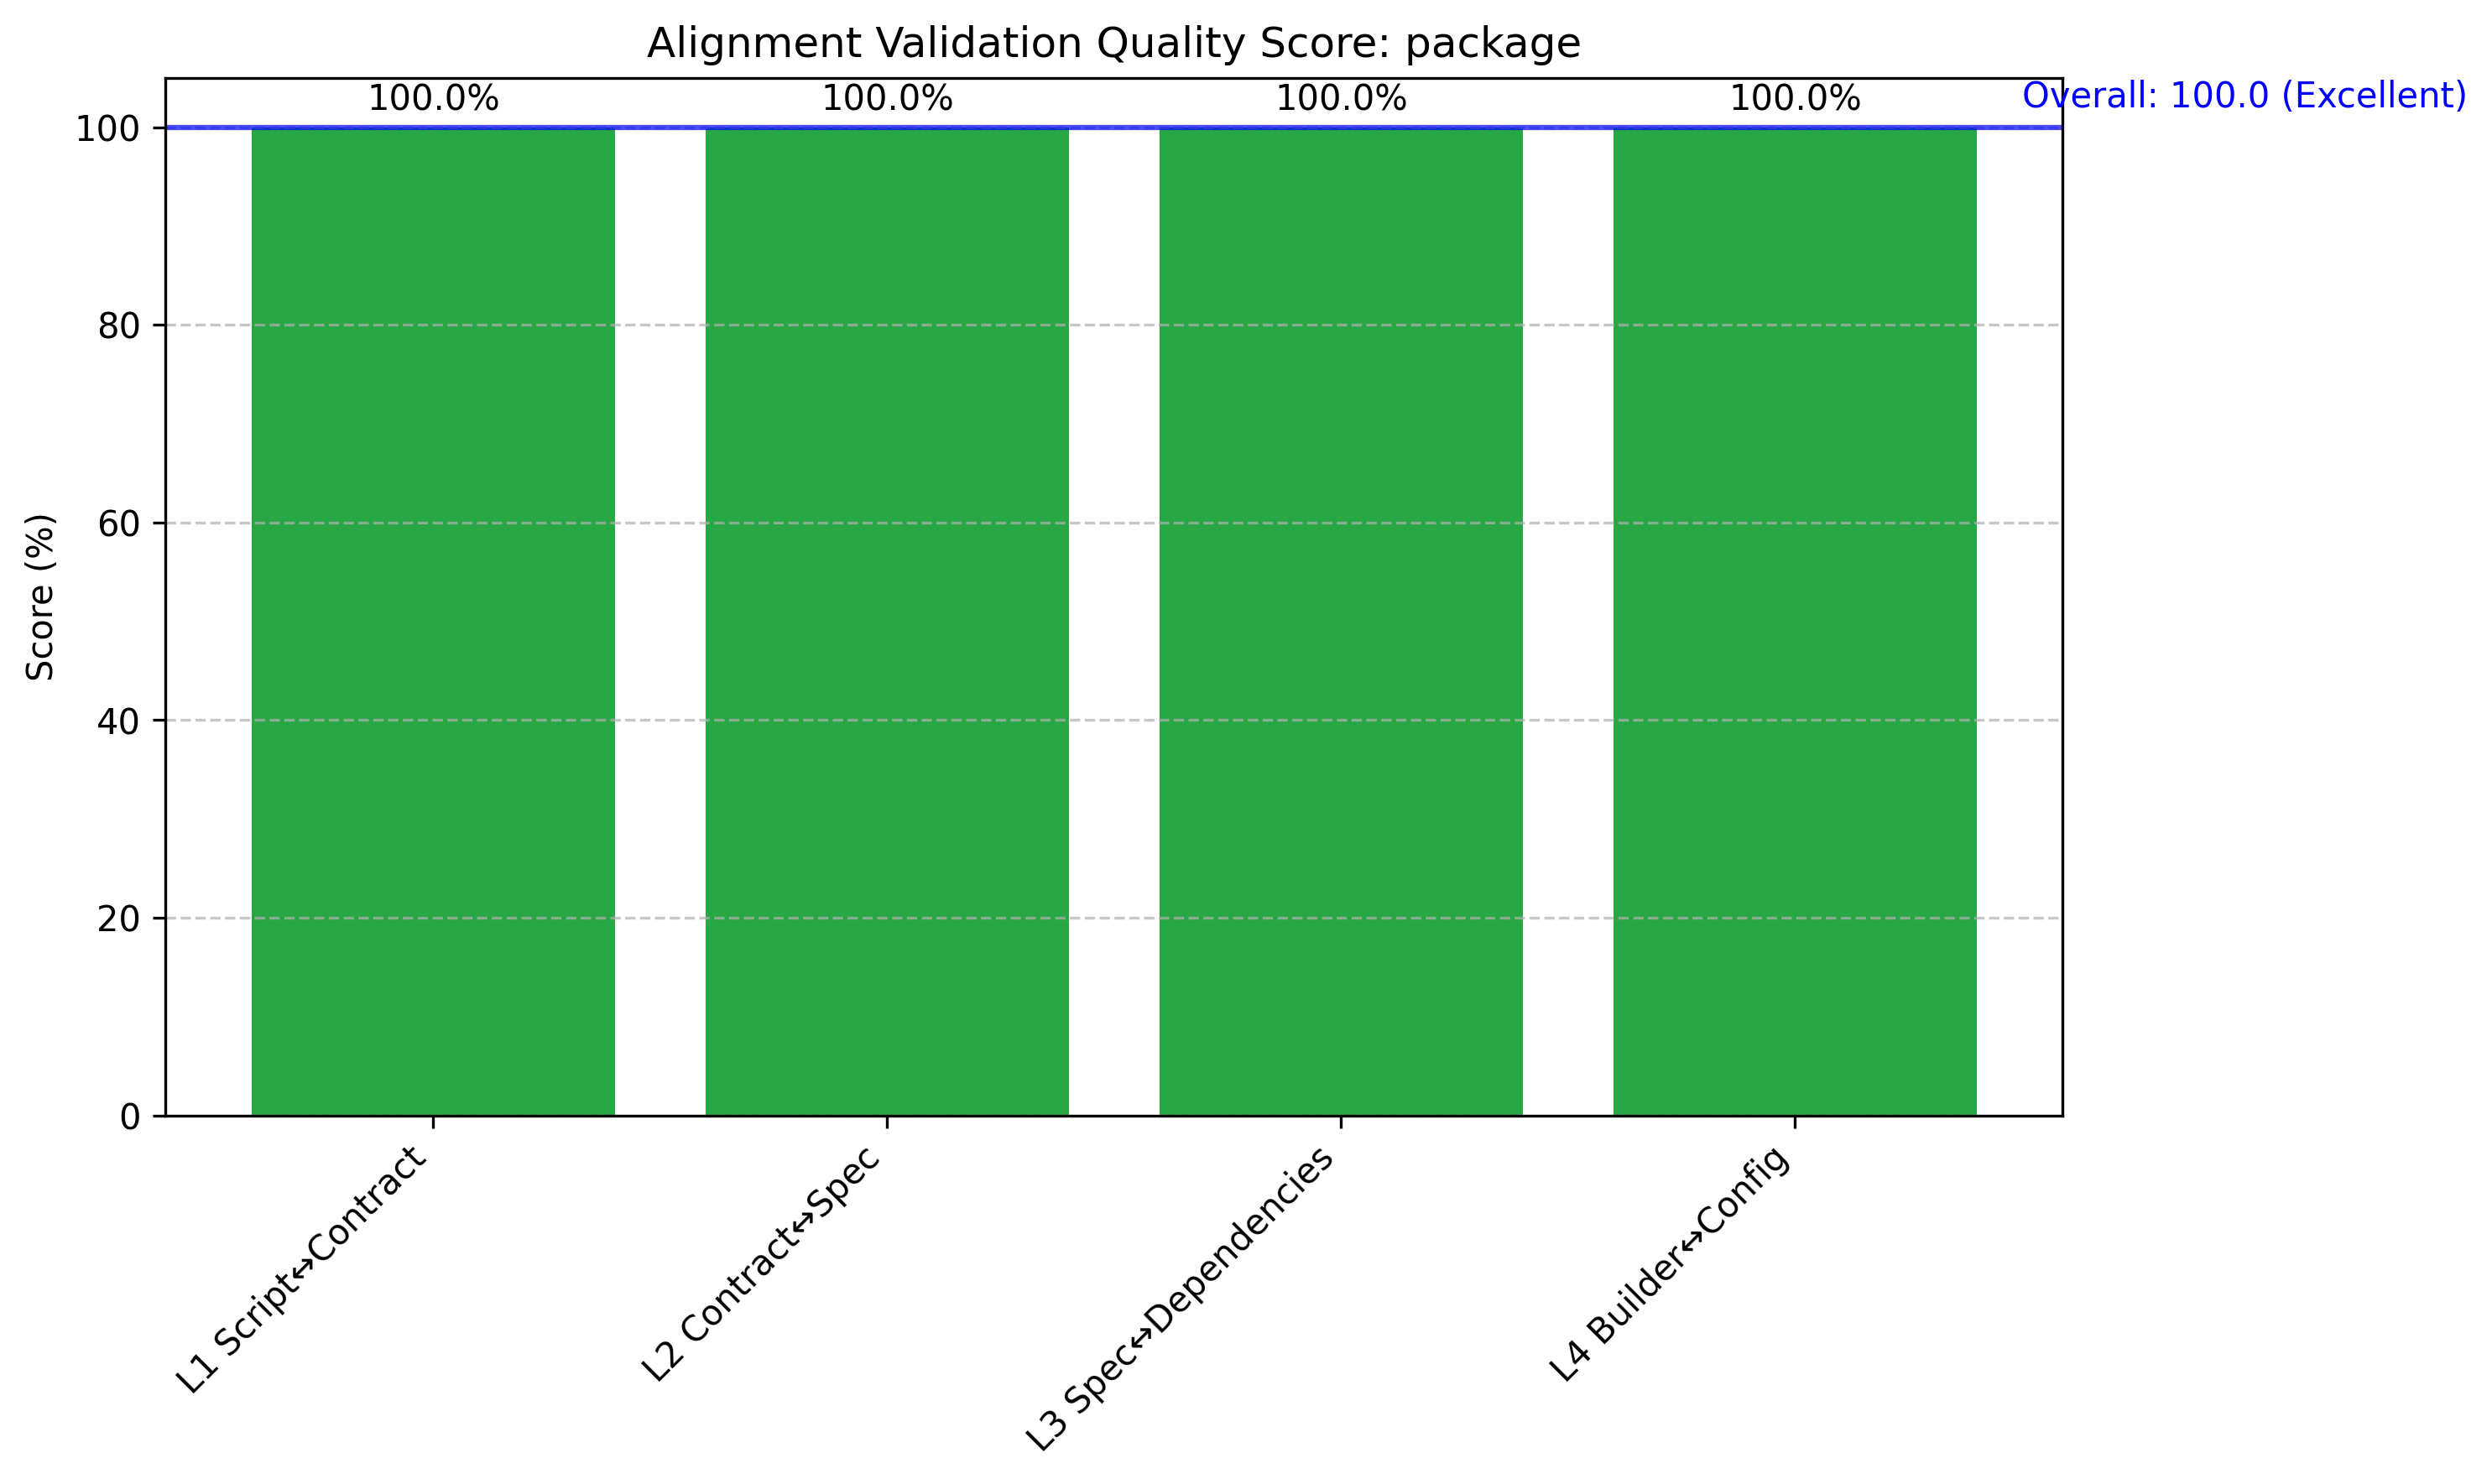 Alignment Validation Quality Score: package
100.0%
100.0%
100.0%
100.0%
Overall: 100.0 (Excellent)
Score (%)
100
80
60
40
20
0
L1 Script↔Contract
L2 Contract↔Spec
L3 Spec↔Dependencies
L4 Builder↔Config